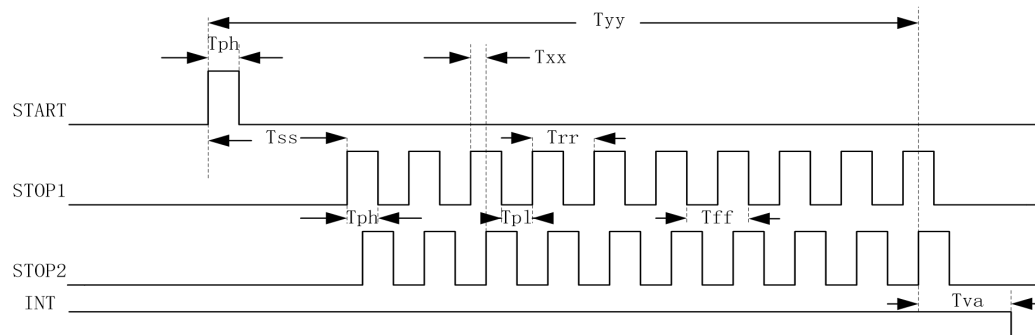 Tyy
Tph
Txx
START
Tss
Trr
STOP1
Tph
Tpl
Tff
STOP2
INT
Tva